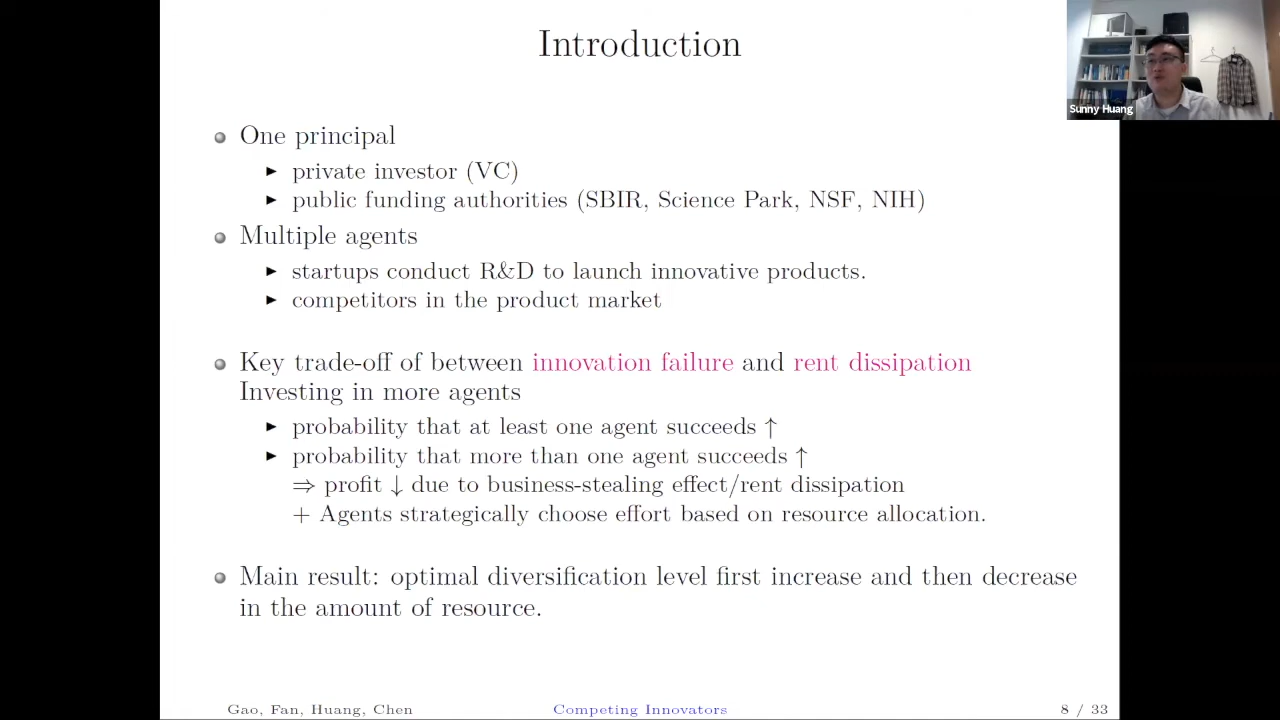 Introduction
Sunny Huang
One principal
private investor (VC)
public funding authorities (SBIR, Science Park, NSF, NIH)
Multiple agents
startups conduct R&D to launch innovative products.
competitors in the product market
Key trade-off of between innovation failure and rent dissipation
Investing in more agents
probability that at least one agent succeeds ↑
probability that more than one agent succeeds ↑
⇒ profit ↓ due to business-stealing effect/rent dissipation
+ Agents strategically choose effort based on resource allocation.
Main result: optimal diversification level first increase and then decrease
in the amount of resource.
Gao, Fan, Huang, Chen
Competing Innovators
8 / 33